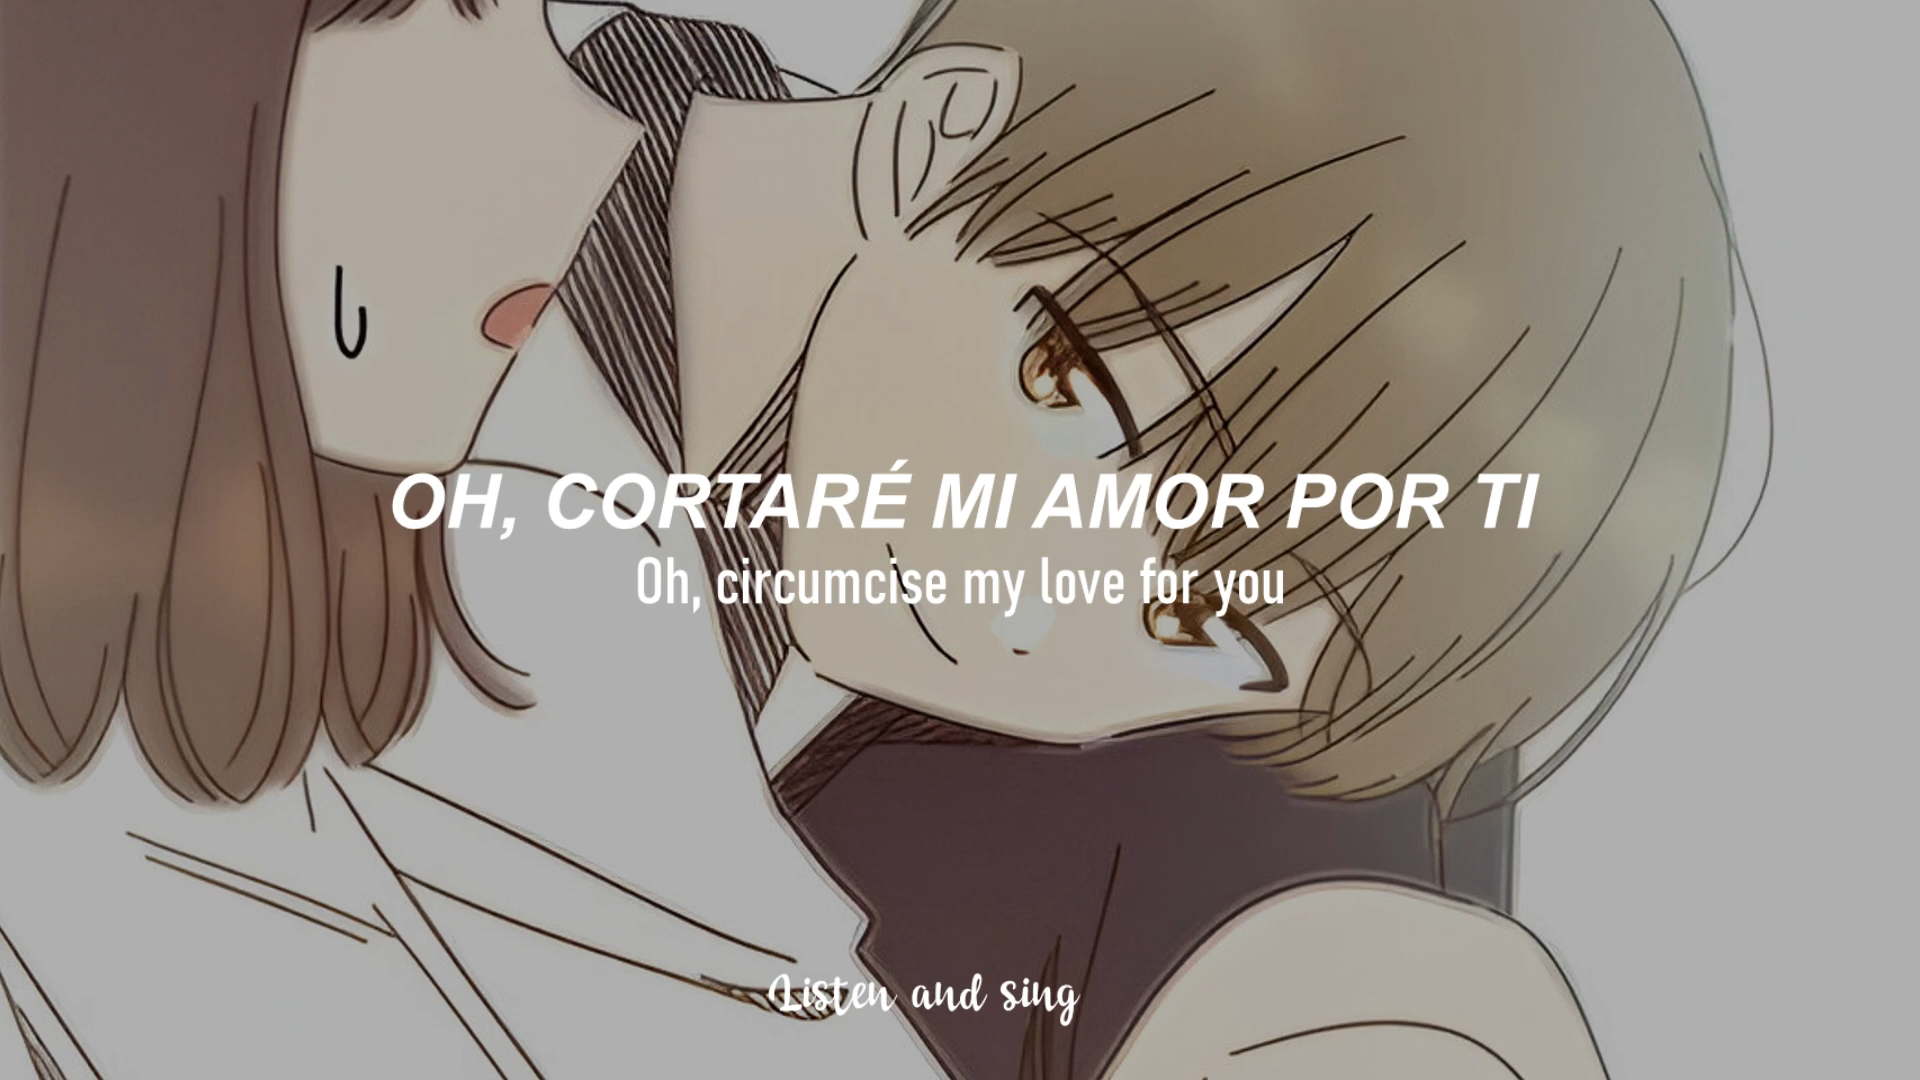 OH, CORTARÉ MI AMOR POR TI
Oh, circumcise my love for you
Listen and sing